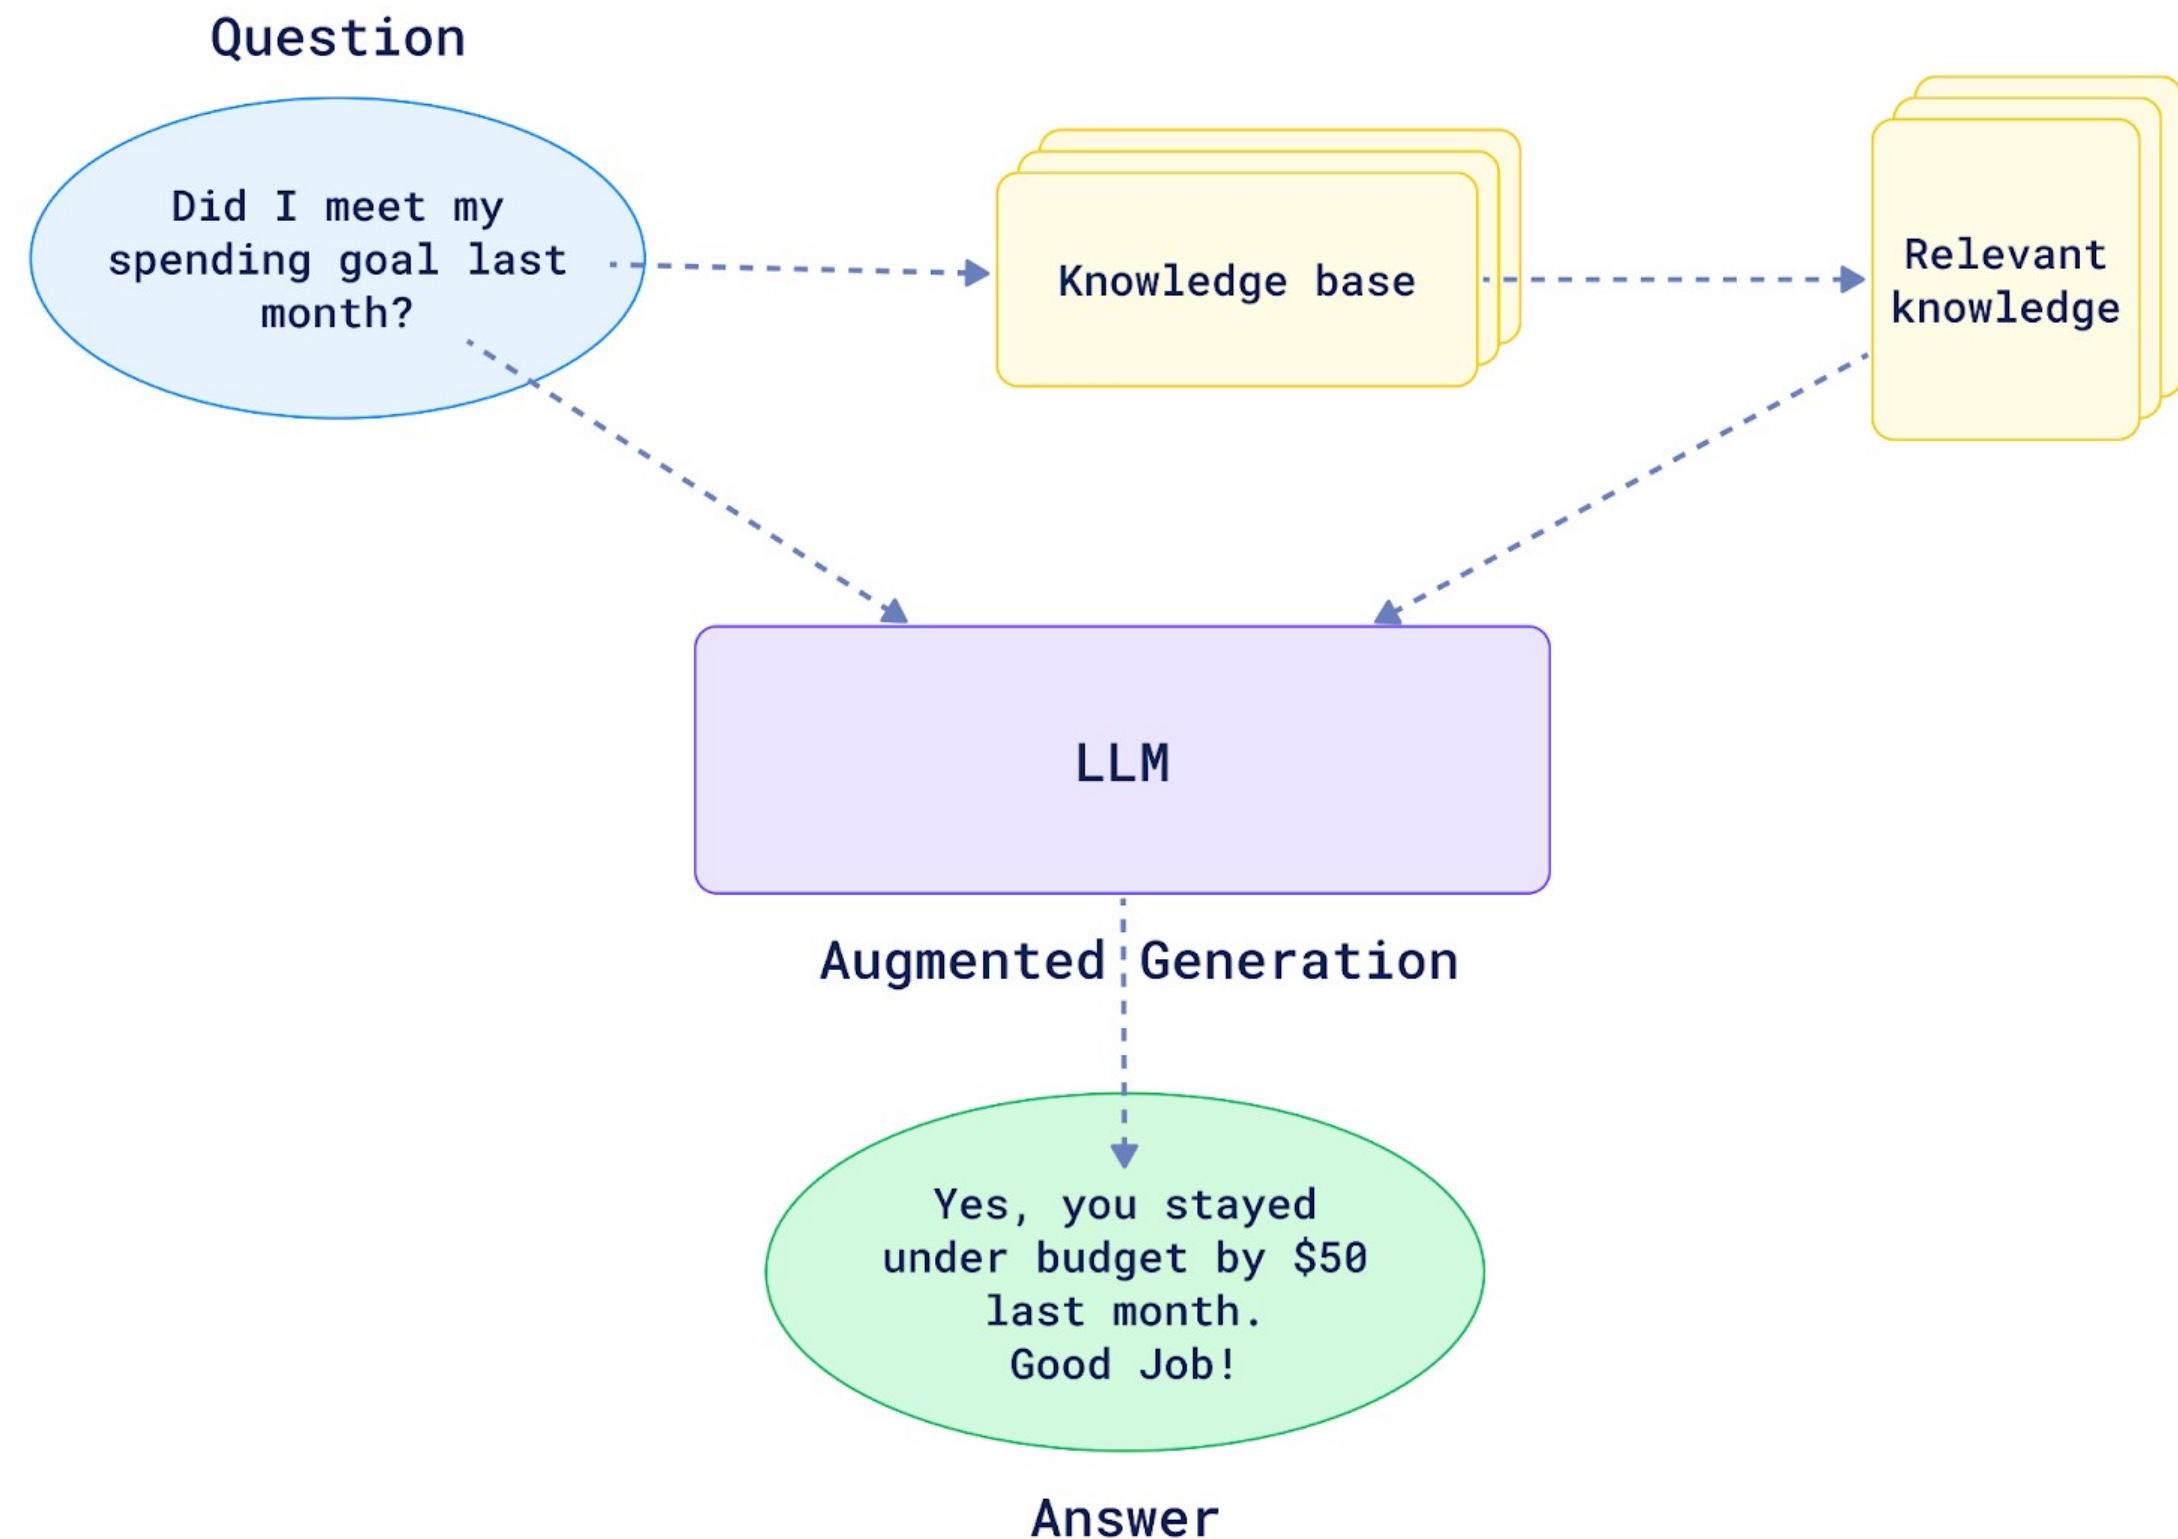 Question
Did I meet my
spending goal last
month?
Knowledge base
Relevant
knowledge
LLM
Augmented Generation
Yes, you stayed
under budget by $50
last month.
Good Job!
Answer